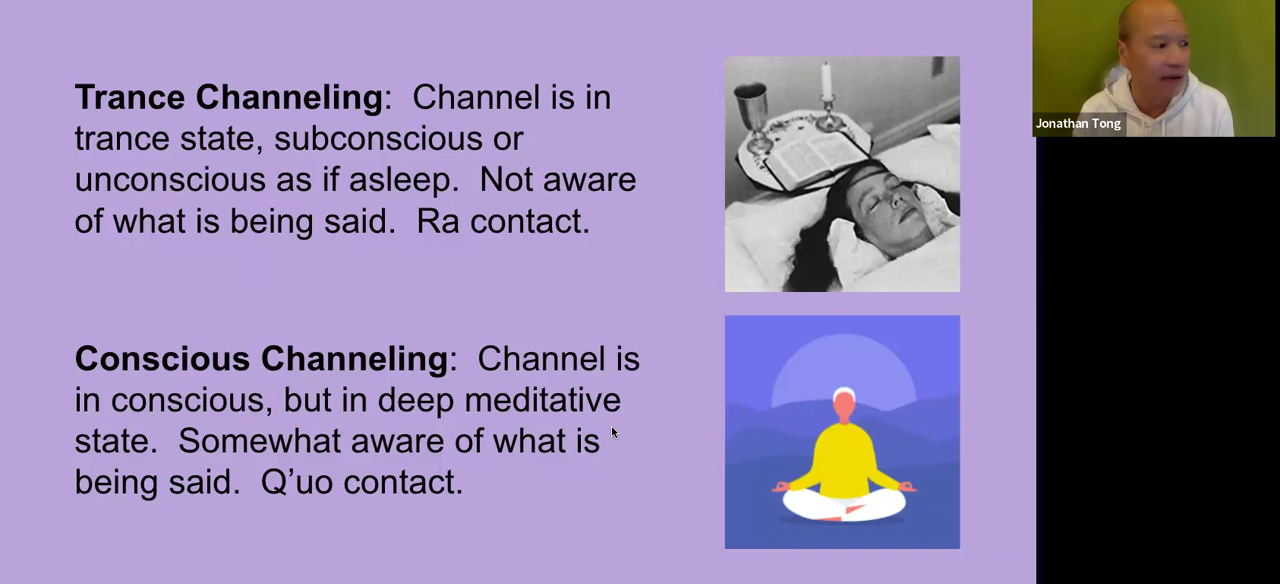 Trance Channeling:  Channel is in
trance state, subconscious or
unconscious as if asleep.  Not aware
of what is being said.  Ra contact.
Conscious Channeling:  Channel is
in conscious, but in deep meditative
state.  Somewhat aware of what is
being said.  Q’uo contact.
Jonathan Tong